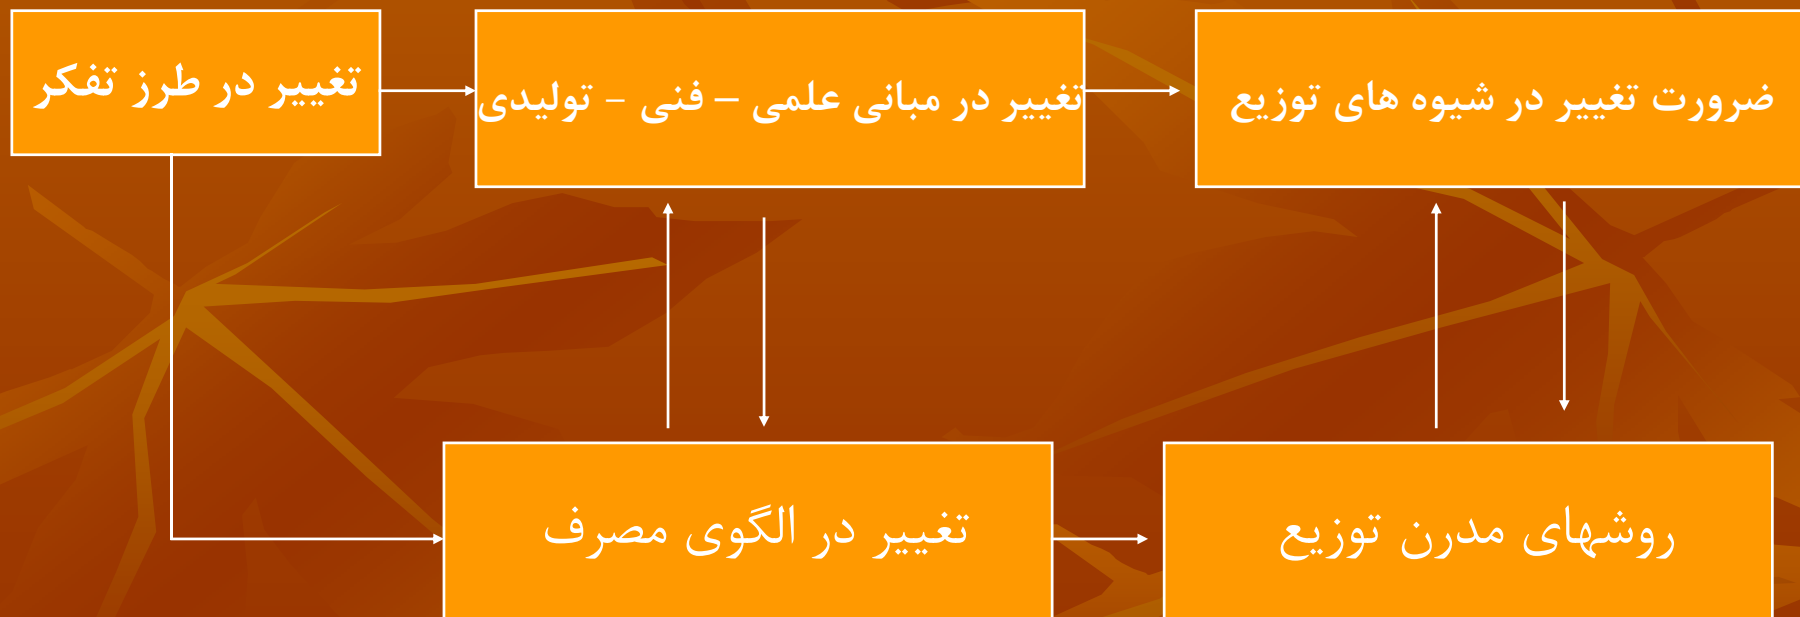 تغییر در طرز تفکر
تغییر در مبانی علمی – فنی - تولیدی
ضرورت تغییر در شیوه های توزیع
تغییر در الگوی مصرف
روشهای مدرن توزیع